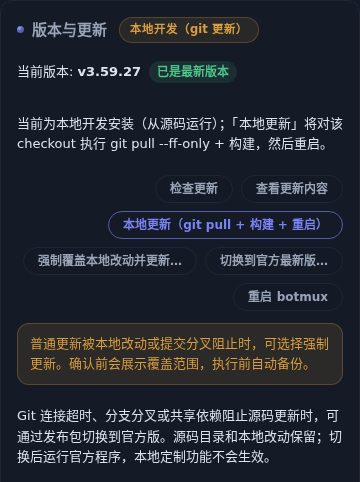 版本与更新 本地开发（git 更新）
当前版本: v3.59.27 已是最新版本
当前为本地开发安装（从源码运行）；「本地更新」将对该
checkout 执行 git pull --ff-only + 构建，然后重启。
检查更新 查看更新内容
本地更新（git pull + 构建 + 重启）
强制覆盖本地改动并更新... 切换到官方最新版...
重启 botmux
普通更新被本地改动或提交分叉阻止时，可选择强制
更新。确认前会展示覆盖范围，执行前自动备份。
Git 连接超时、分支分叉或共享依赖阻止源码更新时，可
通过发布包切换到官方版。源码目录和本地改动保留；切
换后运行官方程序，本地定制功能不会生效。